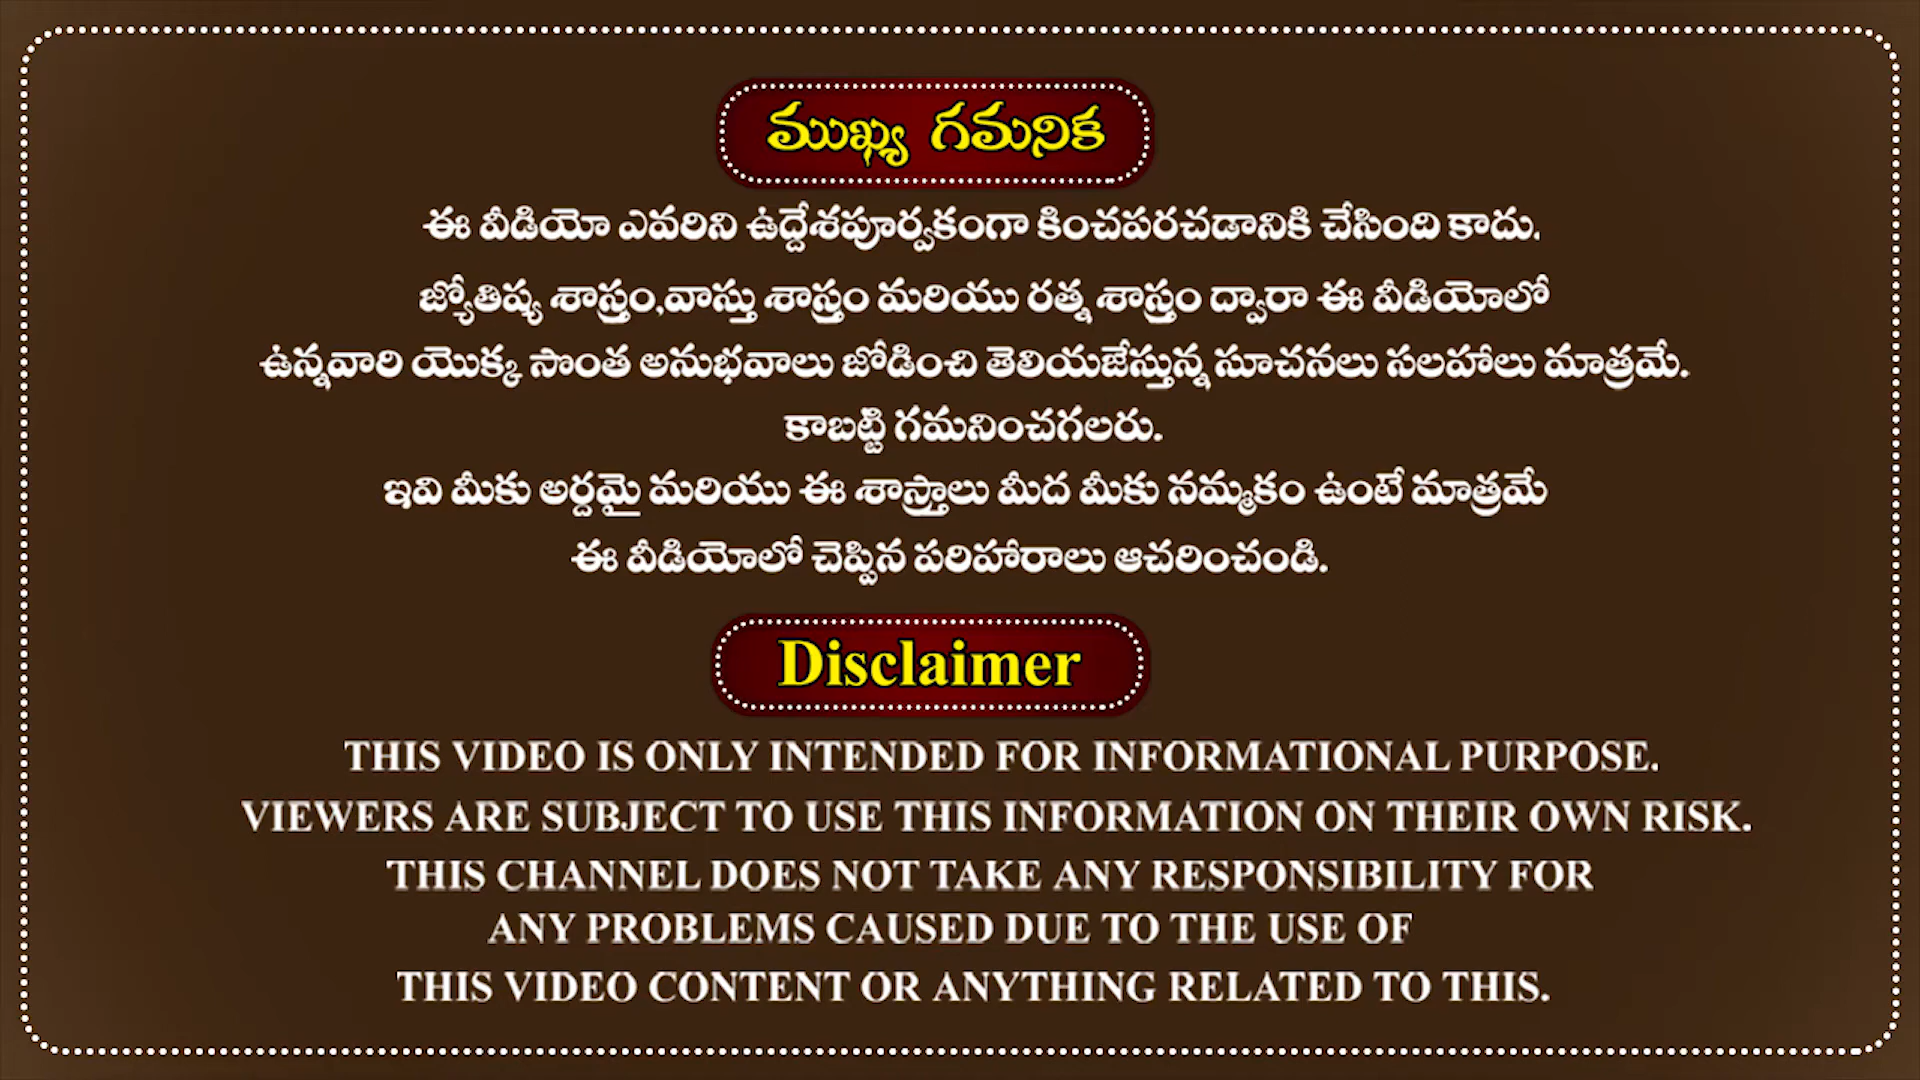 ముఖ్య గమనిక
ఈ వీడియో ఎవరిని ఉద్దేశపూర్వకంగా కించపరచడానికి చేసింది కాదు.
జ్యోతిష్య శాస్త్రం,వాస్తు శాస్త్రం మరియు రత్న శాస్త్రం ద్వారా ఈ వీడియోలో
ఉన్నవారి యొక్క సొంత అనుభవాలు జోడించి తెలియజేస్తున్న సూచనలు సలహాలు మాత్రమే.
కాబట్టి గమనించగలరు.
ఇవి మీకు అర్దమై మరియు ఈ శాస్త్రాలు మీద మీకు నమ్మకం ఉంటే మాత్రమే
ఈ వీడియోలో చెప్పిన పరిహారాలు ఆచరించండి.
Disclaimer
THIS VIDEO IS ONLY INTENDED FOR INFORMATIONAL PURPOSE.
VIEWERS ARE SUBJECT TO USE THIS INFORMATION ON THEIR OWN RISK.
THIS CHANNEL DOES NOT TAKE ANY RESPONSIBILITY FOR
ANY PROBLEMS CAUSED DUE TO THE USE OF
THIS VIDEO CONTENT OR ANYTHING RELATED TO THIS.